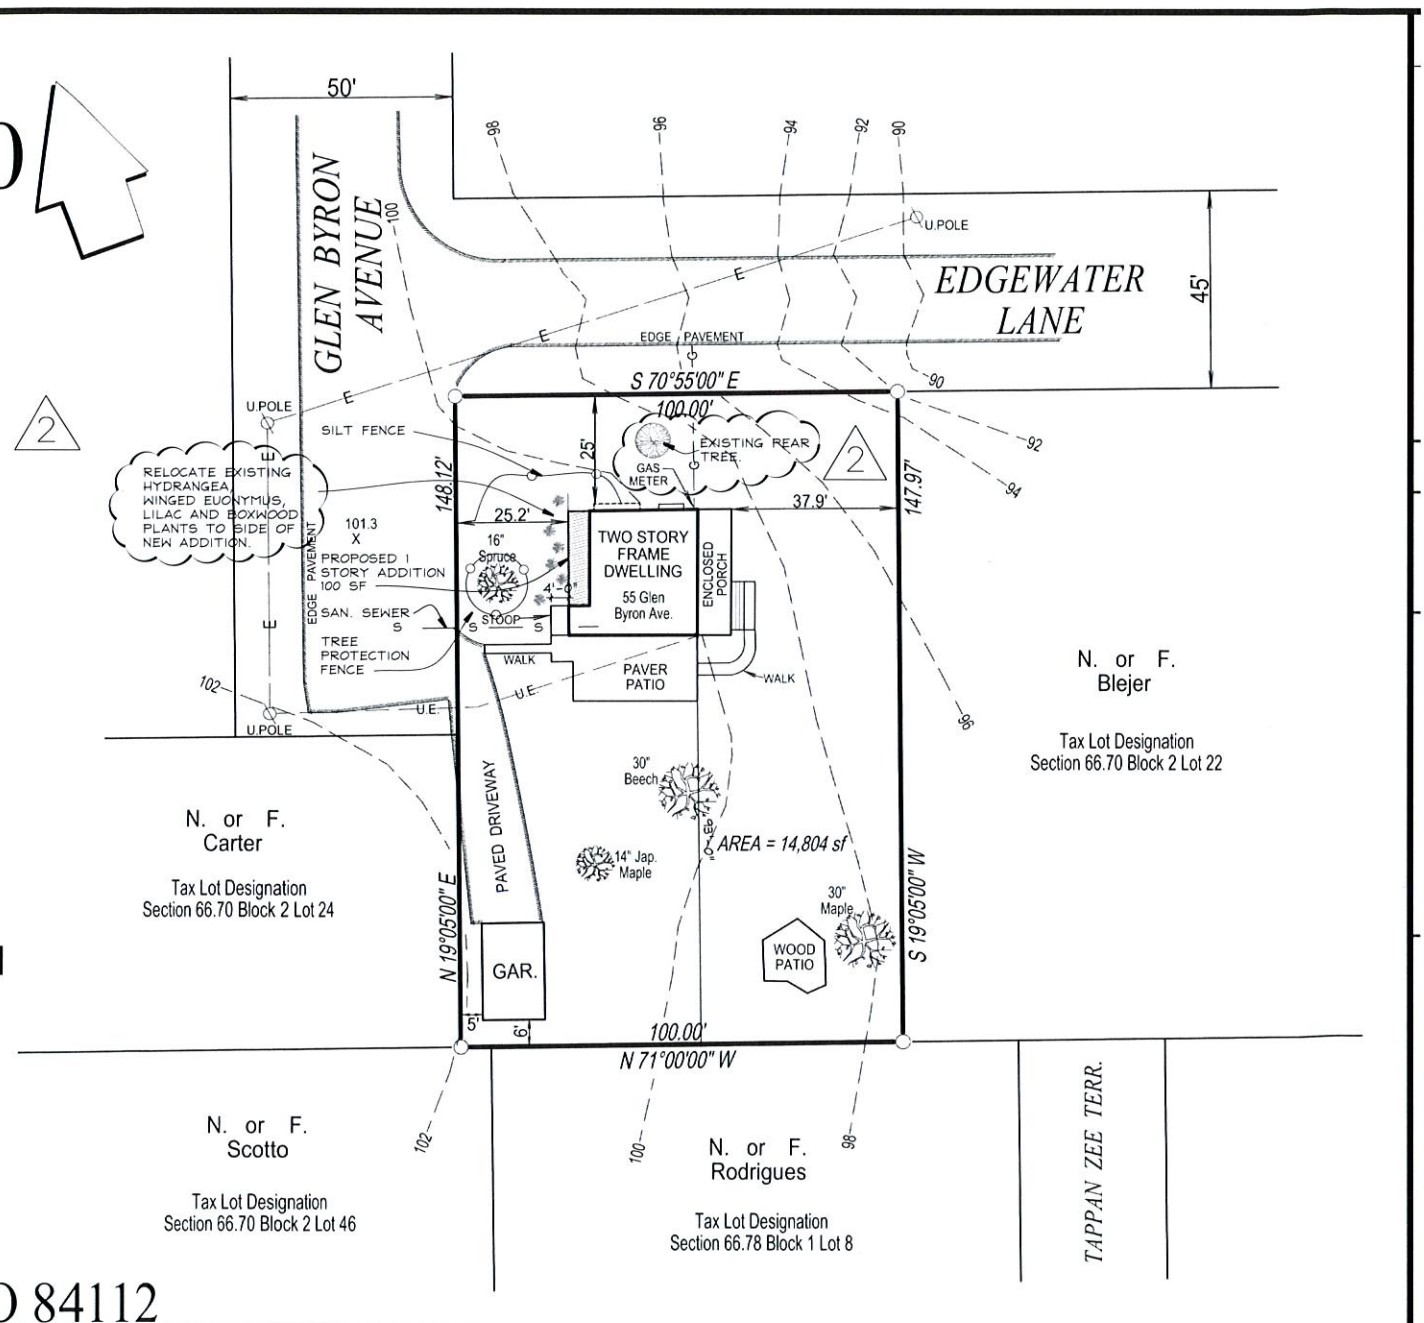 50'
98
96
94
92
90
GLEN BYRON
AVENUE
100
U.POLE
EDGEWATER
LANE
45'
E
E
E
EDGE PAVEMENT
G
S 70°55'00" E
100.00'
90
92
94
96
U.POLE
2
SILT FENCE
E
RELOCATE EXISTING
HYDRANGEA,
WINGED EUONYMUS,
LILAC AND BOXWOOD
PLANTS TO SIDE OF
NEW ADDITION.
EDGE PAVEMENT
101.3
X
148.12'
25'
EXISTING REAR
TREE.
GAS
METER
G
2
147.97'
25.2'
37.9'
16"
Spruce
TWO STORY
FRAME
DWELLING
55 Glen
Byron Ave.
ENCLOSED
PORCH
PROPOSED 1
STORY ADDITION
100 SF
4'-0"
SAN. SEWER
S
S
S
STOOP
E
TREE
PROTECTION
FENCE
WALK
PAVER
PATIO
WALK
U.E.
U.E.
102
U.POLE
N. or F.
Blejer
Tax Lot Designation
Section 66.70 Block 2 Lot 22
30"
Beech
PAVED DRIVEWAY
AREA = 14,804 sf
14" Jap.
Maple
30"
Maple
WOOD
PATIO
N. or F.
Carter
Tax Lot Designation
Section 66.70 Block 2 Lot 24
N 19°05'00" E
S 19°05'00" W
GAR.
5'
6'
100.00'
N 71°00'00" W
102
100
98
N. or F.
Scotto
Tax Lot Designation
Section 66.70 Block 2 Lot 46
N. or F.
Rodrigues
Tax Lot Designation
Section 66.78 Block 1 Lot 8
TAPPAN ZEE TERR.
84112